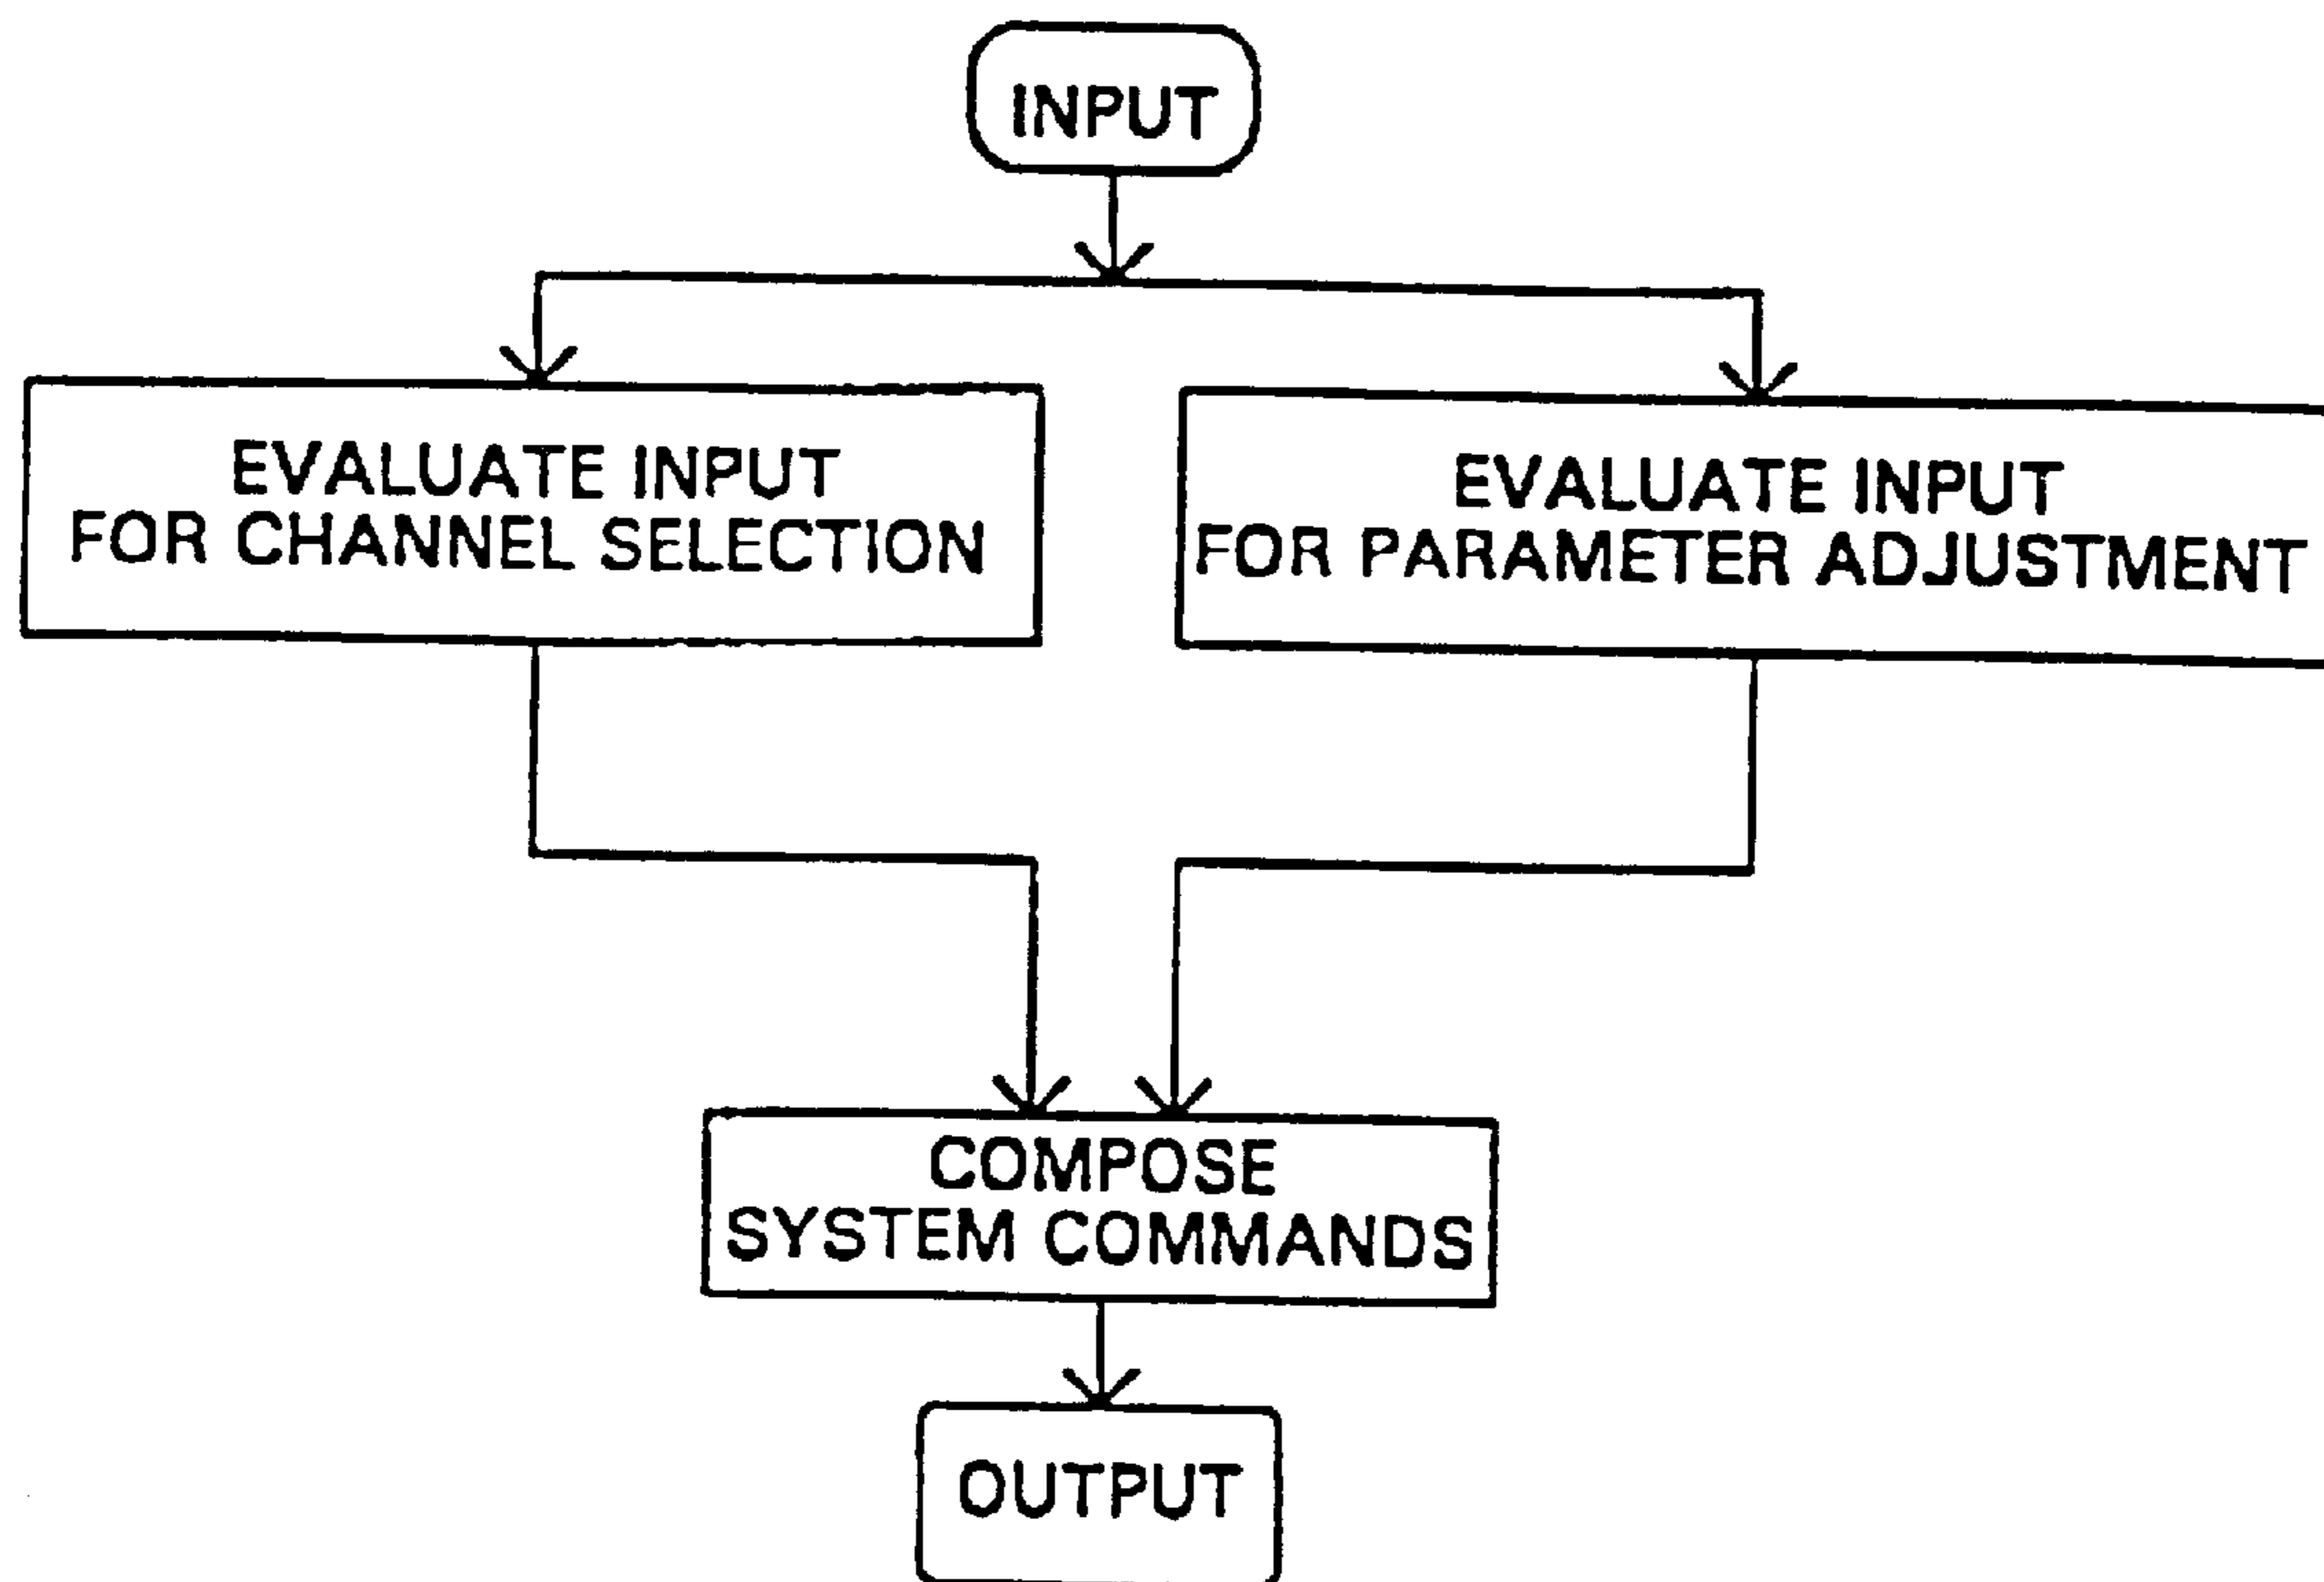 INPUT
EVALUATE INPUT
FOR CHANNEL SELECTION
EVALUATE INPUT
FOR PARAMETER ADJUSTMENT
COMPOSE
SYSTEM COMMANDS
OUTPUT